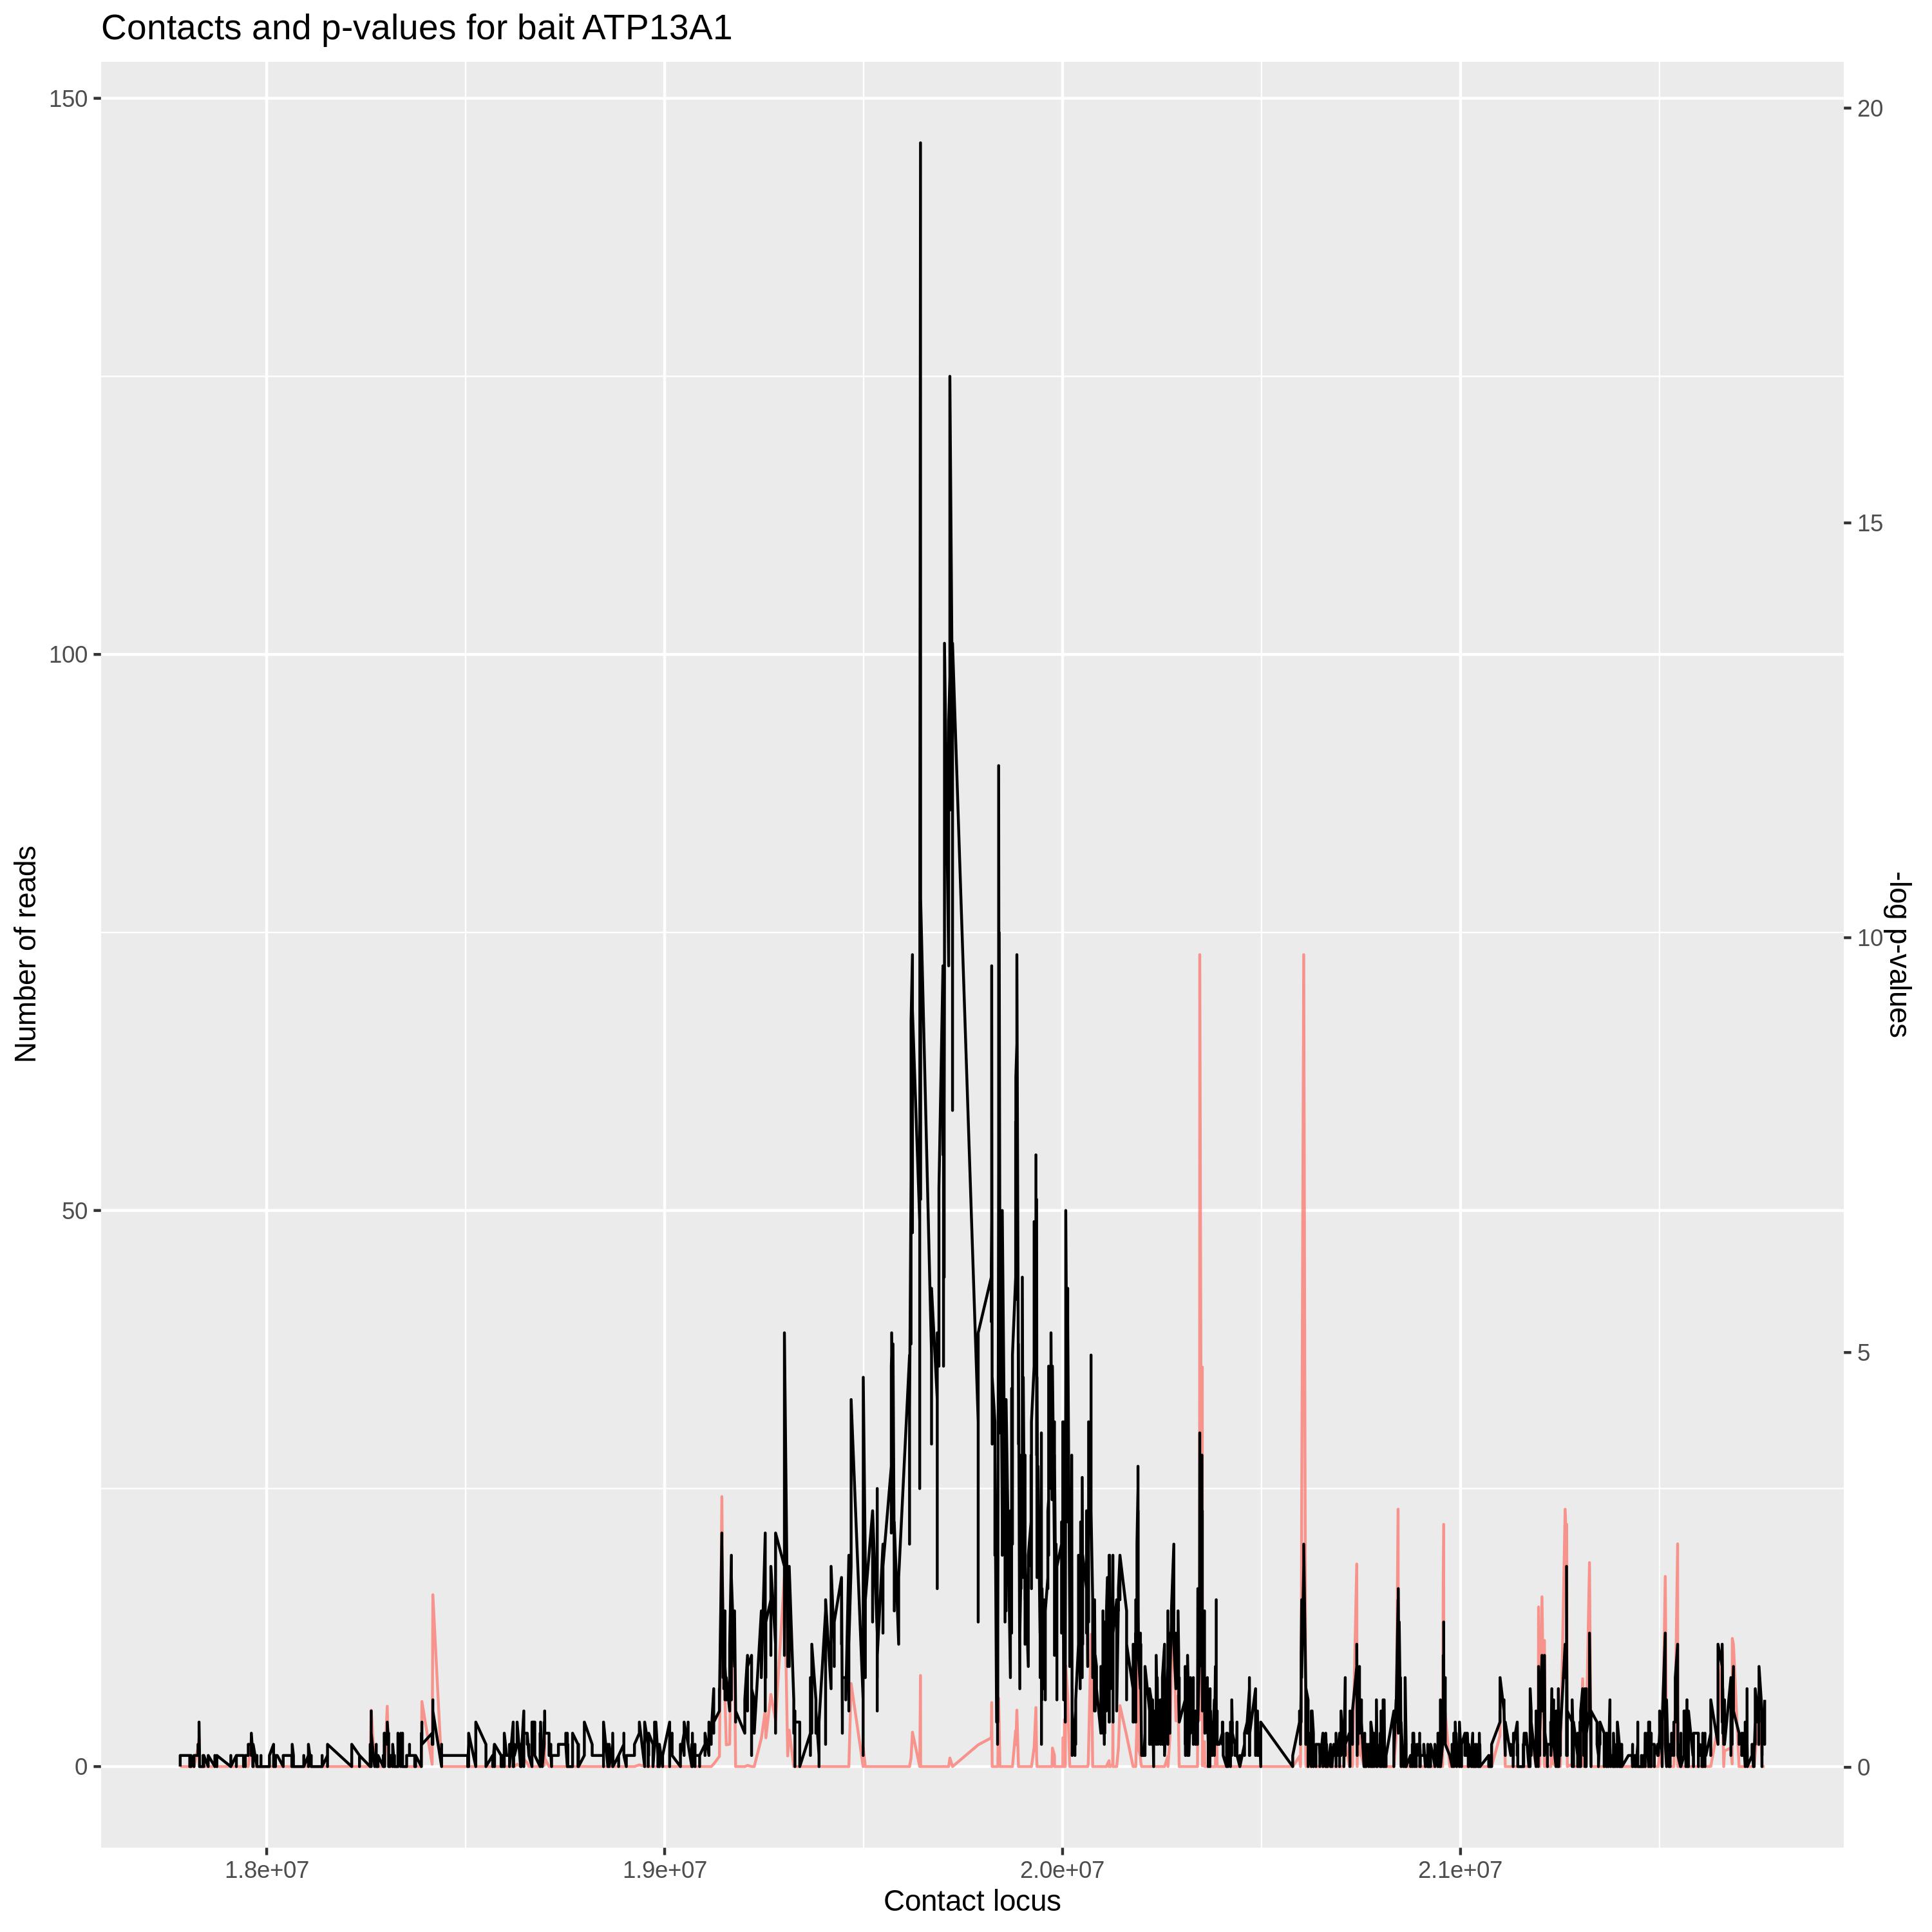 Contacts and p-values for bait ATP13A1
150
100
50
0
Number of reads
20
15
10
5
0
-log p-values
1.8e+07
1.9e+07
2.0e+07
2.1e+07
Contact locus